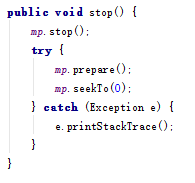 public void stop() {
    mp.stop();
    try {
        mp.prepare();
        mp.seekTo(0);
    } catch (Exception e) {
        e.printStackTrace();
    }
}